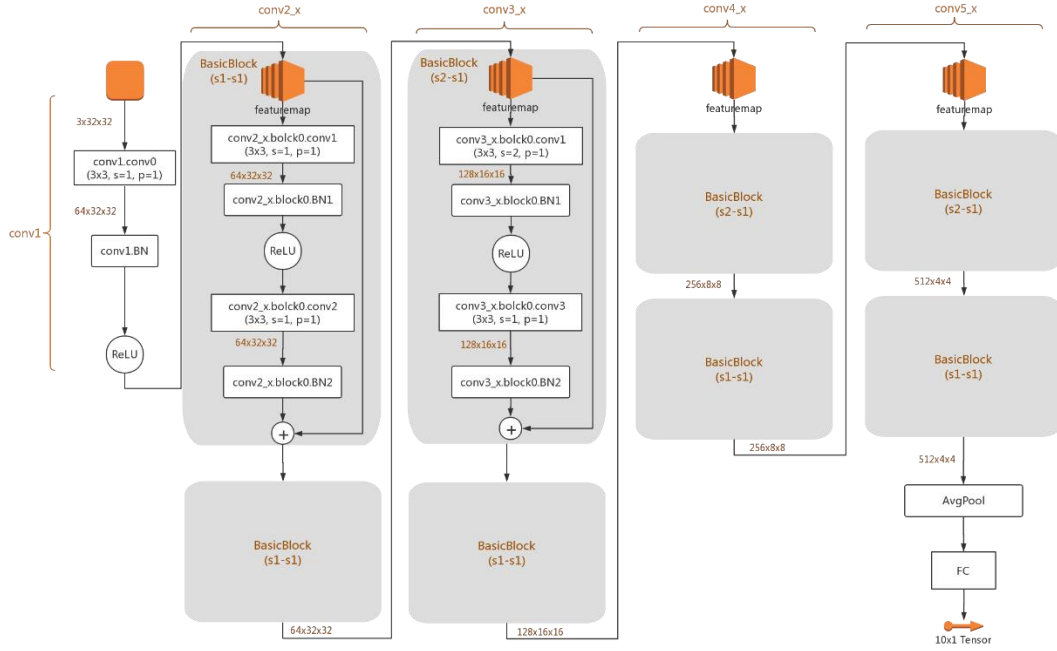 conv2_x
conv3_x
conv4_x
conv5_x
conv1
3x32x32
conv1.conv0
(3x3, s=1, p=1)
64x32x32
conv1.BN
ReLU
BasicBlock
(s1-s1)
featuremap
conv2_x.bolck0.conv1
(3x3, s=1, p=1)
64x32x32
conv2_x.block0.BN1
ReLU
conv2_x.bolck0.conv2
(3x3, s=1, p=1)
64x32x32
conv2_x.block0.BN2
+
BasicBlock
(s1-s1)
64x32x32
BasicBlock
(s2-s1)
featuremap
conv3_x.bolck0.conv1
(3x3, s=2, p=1)
128x16x16
conv3_x.block0.BN1
ReLU
conv3_x.bolck0.conv3
(3x3, s=1, p=1)
128x16x16
conv3_x.block0.BN2
+
BasicBlock
(s1-s1)
128x16x16
featuremap
BasicBlock
(s2-s1)
256x8x8
BasicBlock
(s1-s1)
256x8x8
featuremap
BasicBlock
(s2-s1)
512x4x4
BasicBlock
(s1-s1)
512x4x4
AvgPool
FC
10x1 Tensor